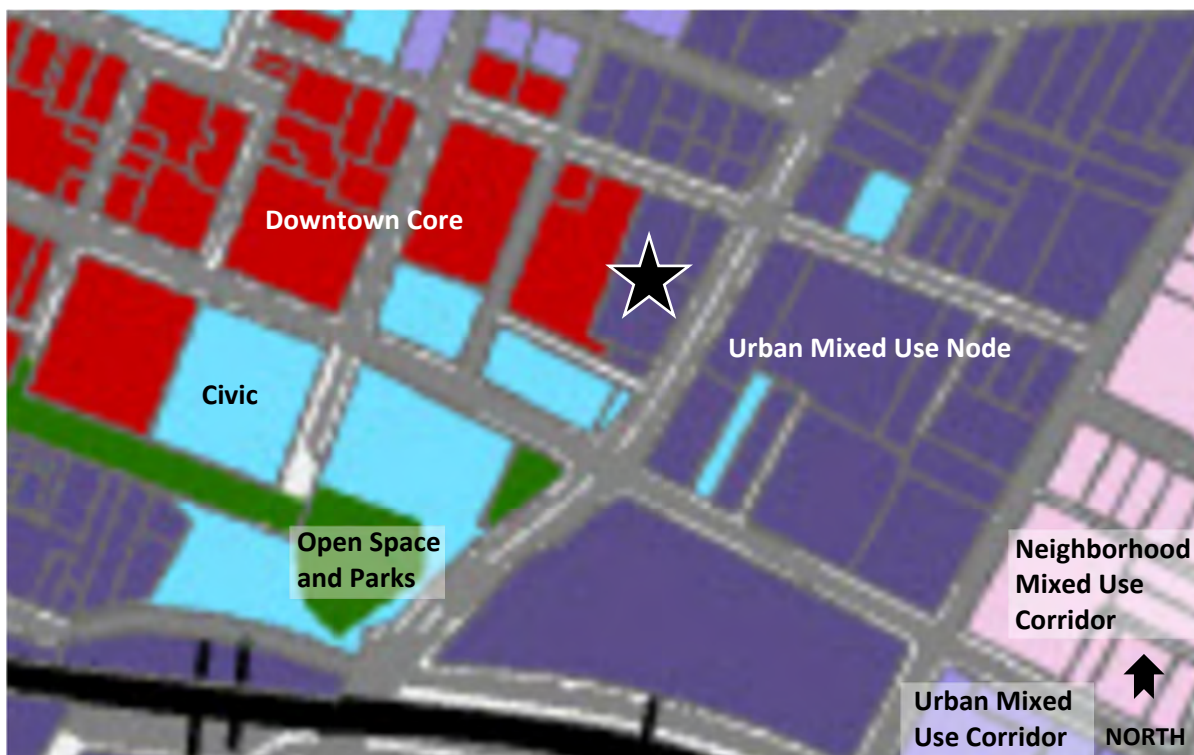 Downtown Core
Urban Mixed Use Node
Civic
Open Space
and Parks
Neighborhood
Mixed Use
Corridor
Urban Mixed
Use Corridor
NORTH